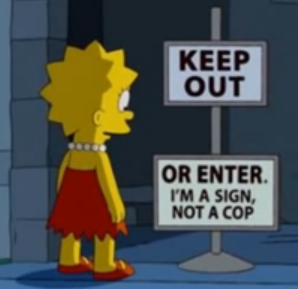 KEEP
OUT
OR ENTER.
I'M A SIGN,
NOT A COP